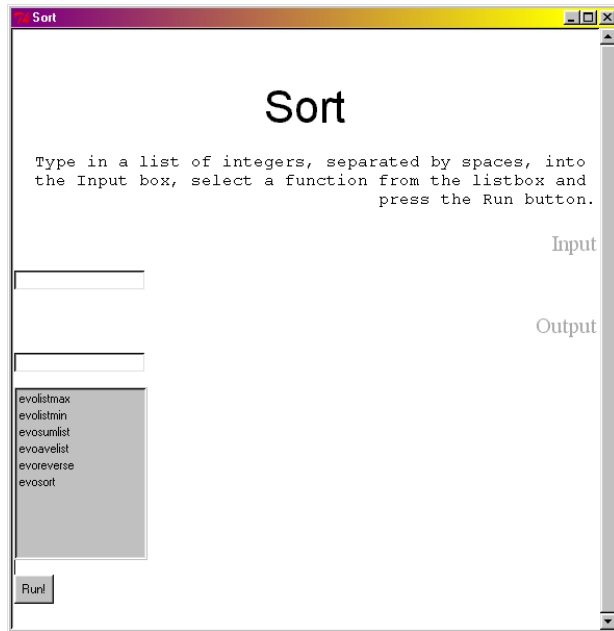 Sort
Sort
Type in a list of integers, separated by spaces, into
the Input box, select a function from the listbox and
press the Run button.
Input
Output
evolistmax
evolistmin
evosumlist
evoavelist
evoreverse
evosort
Run!